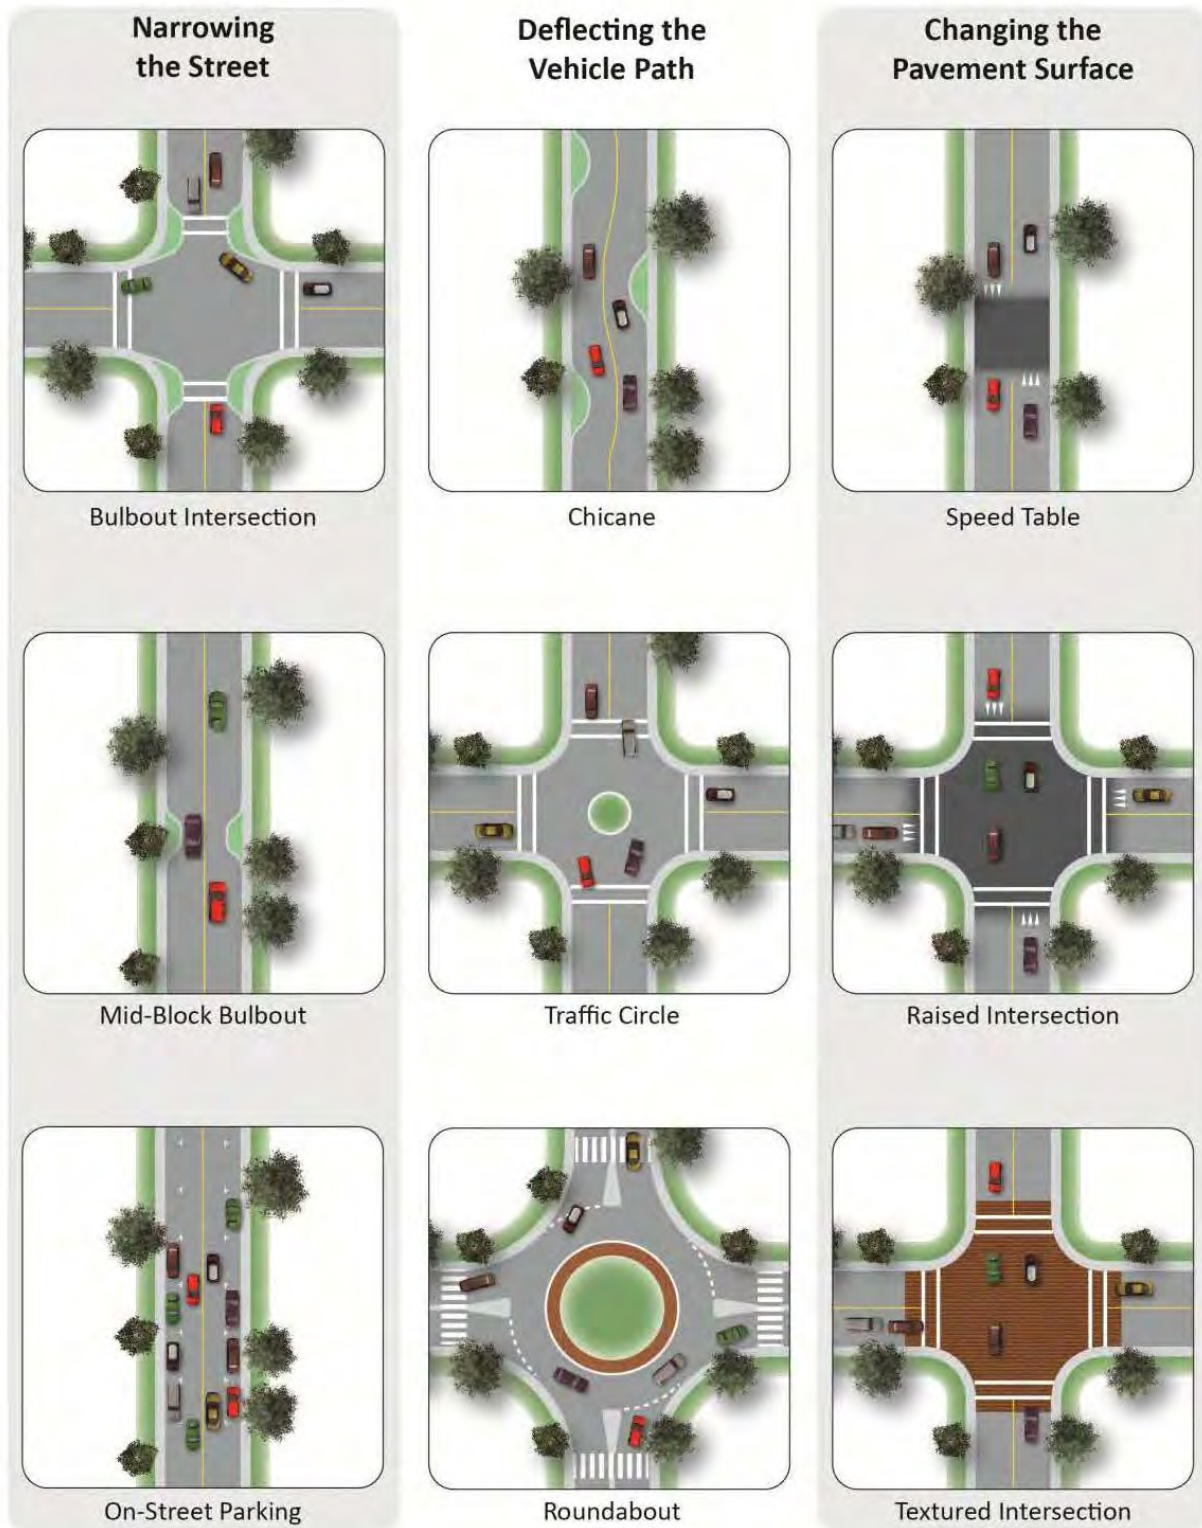 Narrowing
the Street
Deflecting the
Vehicle Path
Changing the
Pavement Surface
Bulbout Intersection
Chicane
Speed Table
Mid-Block Bulbout
Traffic Circle
Raised Intersection
On-Street Parking
Roundabout
Textured Intersection